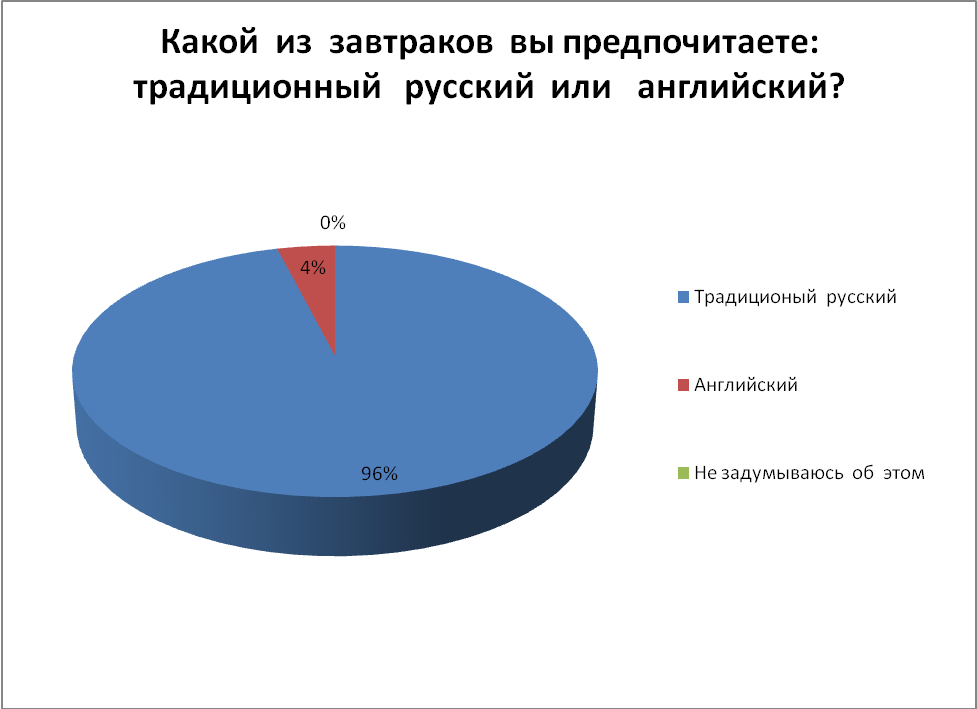 Какой из завтраков вы предпочитаете:
традиционный русский или английский?
0%
4%
96%
Традиционый русский
Английский
Не задумываюсь об этом